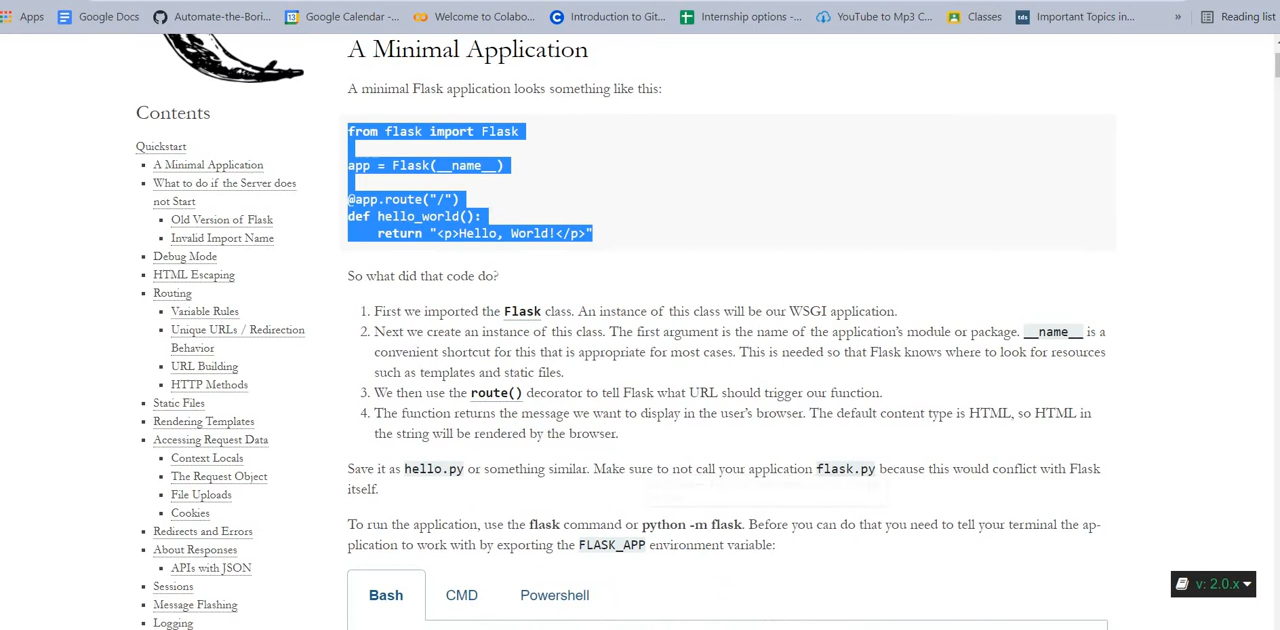 Apps Google Docs Automate-the-Bori... Google Calendar -... Welcome to Colabo... Introduction to Git... Internship options -... YouTube to Mp3 C... Classes tds Important Topics in... » Reading list
Contents
Quickstart
A Minimal Application
What to do if the Server does
not Start
Old Version of Flask
Invalid Import Name
Debug Mode
HTML Escaping
Routing
Variable Rules
Unique URLs / Redirection
Behavior
URL Building
HTTP Methods
Static Files
Rendering Templates
Accessing Request Data
Context Locals
The Request Object
File Uploads
Cookies
Redirects and Errors
About Responses
APIs with JSON
Sessions
Message Flashing
Logging
A Minimal Application
A minimal Flask application looks something like this:
from flask import Flask
app = Flask(__name__)
@app.route("/")
def hello_world():
return "<p>Hello, World!</p>"
So what did that code do?
1. First we imported the Flask class. An instance of this class will be our WSGI application.
2. Next we create an instance of this class. The first argument is the name of the application's module or package. __name__ is a
convenient shortcut for this that is appropriate for most cases. This is needed so that Flask knows where to look for resources
such as templates and static files.
3. We then use the route() decorator to tell Flask what URL should trigger our function.
4. The function returns the message we want to display in the user's browser. The default content type is HTML, so HTML in
the string will be rendered by the browser.
Save it as hello.py or something similar. Make sure to not call your application flask.py because this would conflict with Flask
itself.
To run the application, use the flask command or python -m flask. Before you can do that you need to tell your terminal the ap-
plication to work with by exporting the FLASK_APP environment variable:
Bash CMD Powershell
v: 2.0.x